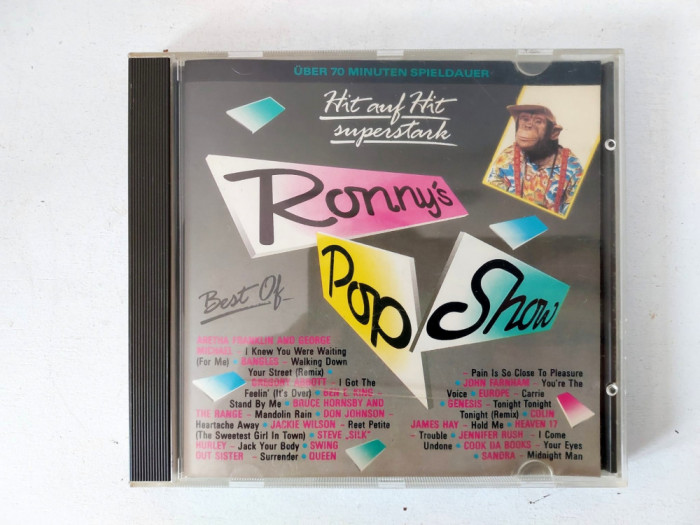 ÜBER 70 MINUTEN SPIELDAUER
Hit auf Hit
superstark
Ronny's
Pop Show
Best Of
ARETHA FRANKLIN AND GEORGE
MICHAEL – I Knew You Were Waiting
(For Me) • BANGLES – Walking Down
Your Street (Remix) •
• GREGORY ABBOTT – I Got The
Feelin' (It's Over) • BEN E. KING –
Stand By Me • BRUCE HORNSBY AND
THE RANGE – Mandolin Rain • DON JOHNSON –
Heartache Away • JACKIE WILSON – Reet Petite
(The Sweetest Girl In Town) • STEVE „SILK"
HURLEY – Jack Your Body • SWING
OUT SISTER – Surrender • QUEEN
– Pain Is So Close To Pleasure
• JOHN FARNHAM – You're The
Voice • EUROPE – Carrie
• GENESIS – Tonight Tonight
Tonight (Remix) • COLIN
JAMES HAY – Hold Me • HEAVEN 17
– Trouble • JENNIFER RUSH – I Come
Undone • COOK DA BOOKS – Your Eyes
• SANDRA – Midnight Man